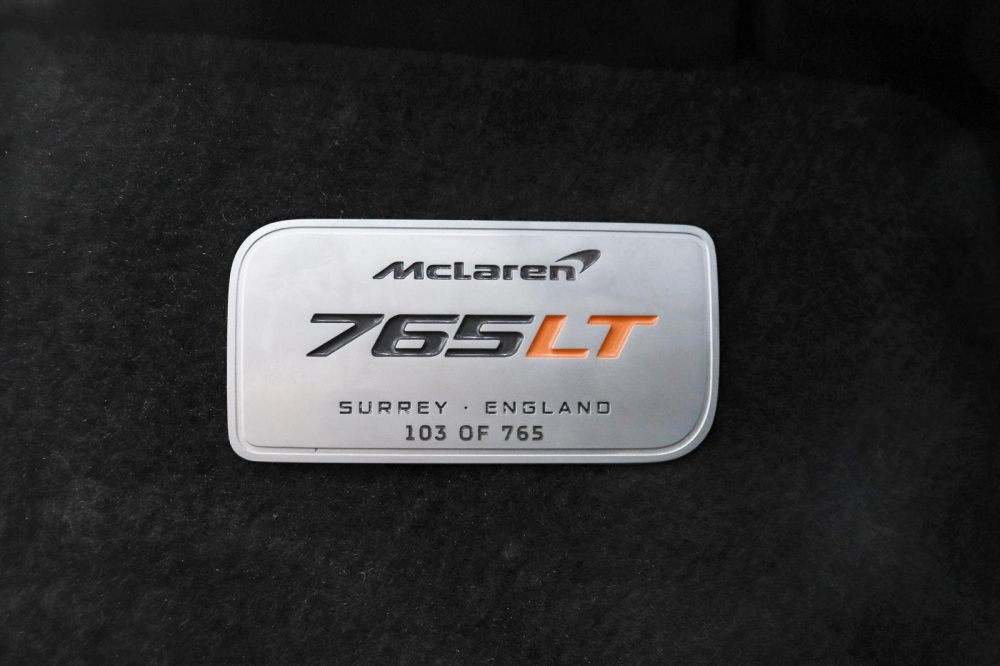 McLaren
765LT
SURREY · ENGLAND
103 OF 765